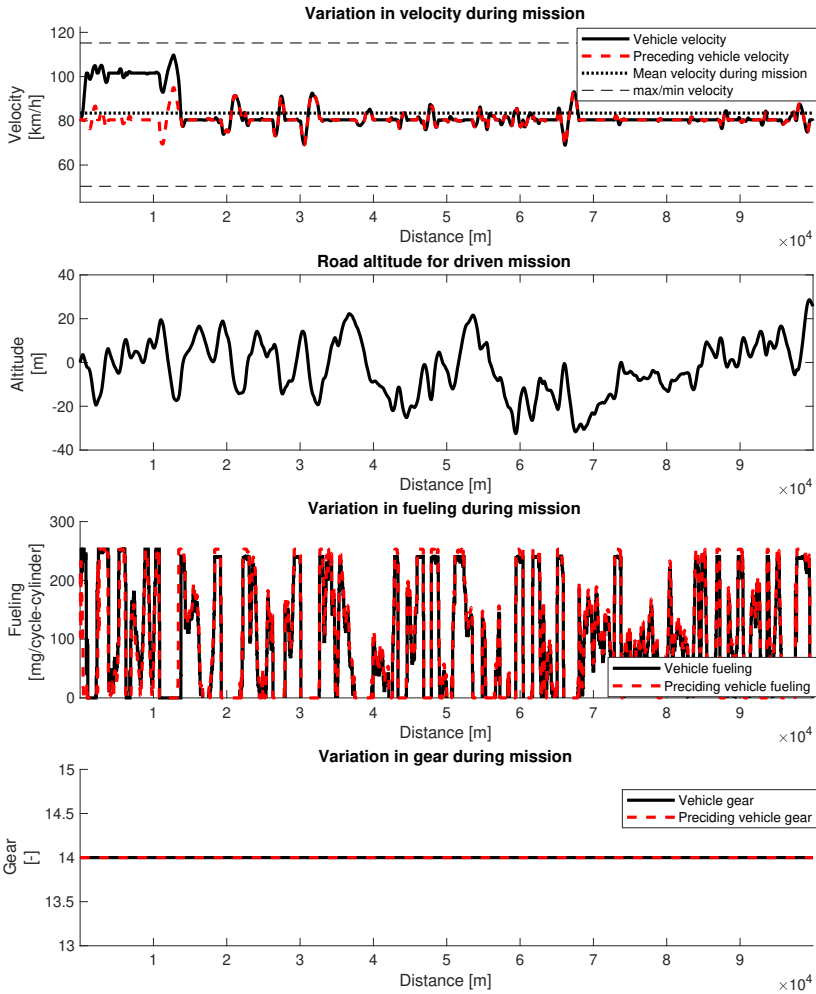 Variation in velocity during mission
120
100
80
60
Velocity
[km/h]
Vehicle velocity
Preceding vehicle velocity
Mean velocity during mission
max/min velocity
1 2 3 4 5 6 7 8 9
Distance [m]
×10^4
Road altitude for driven mission
40
20
0
-20
-40
Altitude
[m]
1 2 3 4 5 6 7 8 9
Distance [m]
×10^4
Variation in fueling during mission
300
200
100
0
Fueling
[mg/cycle-cylinder]
Vehicle fueling
Preciding vehicle fueling
1 2 3 4 5 6 7 8 9
Distance [m]
×10^4
Variation in gear during mission
15
14.5
14
13.5
13
Gear
[-]
Vehicle gear
Preciding vehicle gear
1 2 3 4 5 6 7 8 9
Distance [m]
×10^4